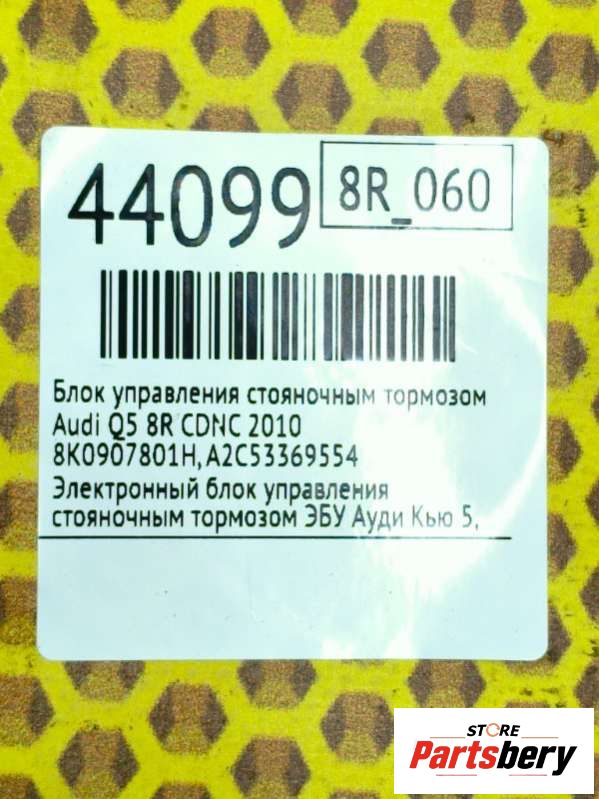 44099
8R_060
Блок управления стояночным тормозом
Audi Q5 8R CDNC 2010
8K0907801H, A2C53369554
Электронный блок управления
стояночным тормозом ЭБУ Ауди Кью 5,
STORE
Partsbery